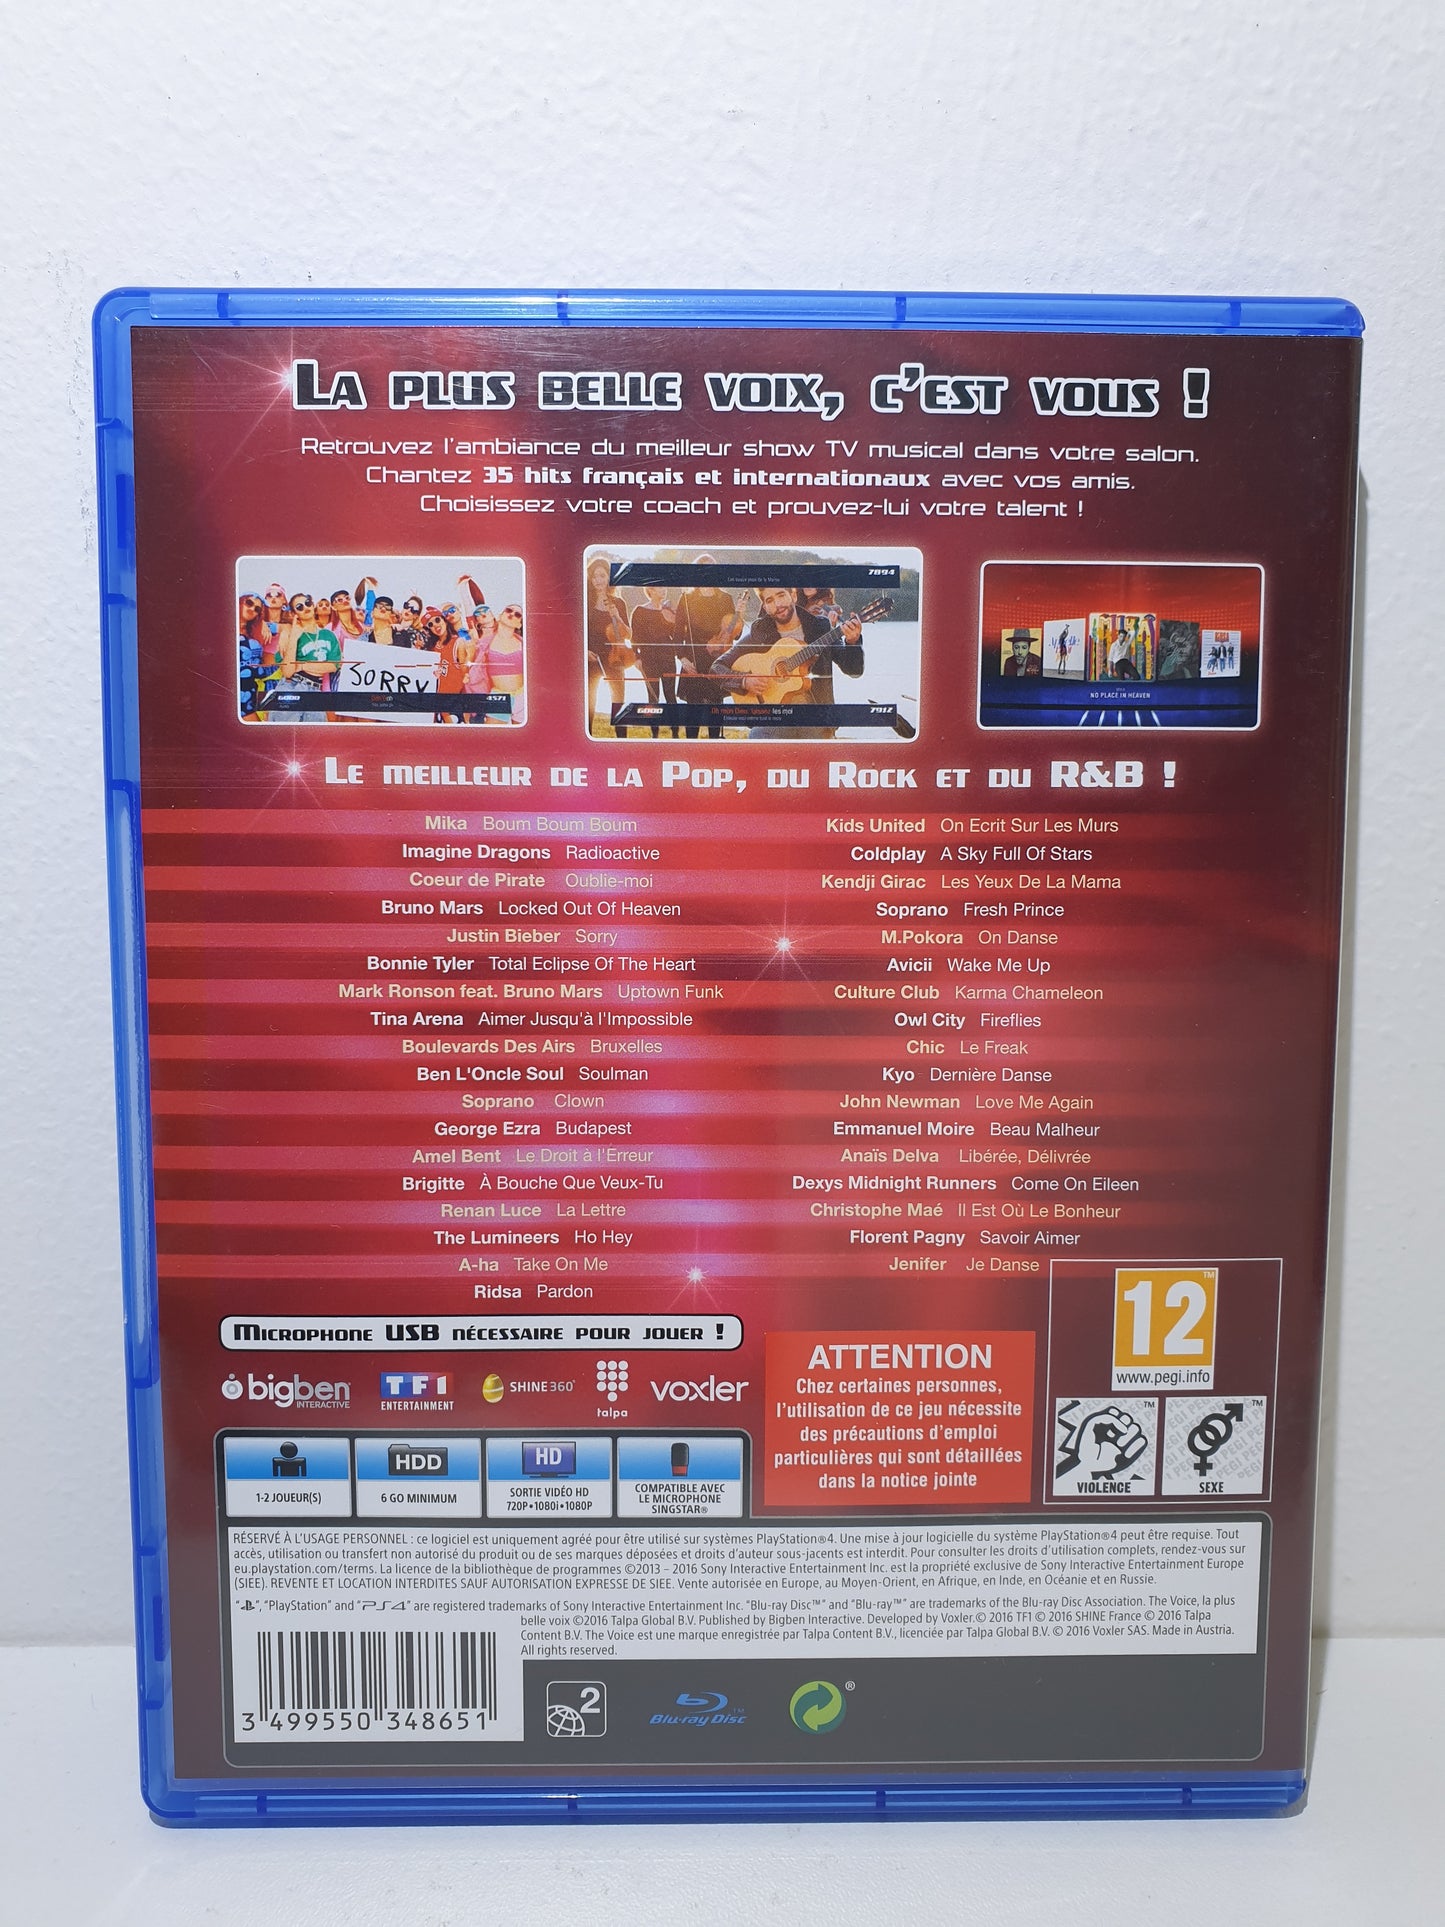 LA PLUS BELLE VOIX, C'EST VOUS !
Retrouvez l'ambiance du meilleur show TV musical dans votre salon.
Chantez 35 hits français et internationaux avec vos amis.
Choisissez votre coach et prouvez-lui votre talent !
SORRY!
GOOD
4571
Les beaux yeux de la Mama
7894
GOOD
7912
NO PLACE IN HEAVEN
LE MEILLEUR DE LA POP, DU ROCK ET DU R&B !
Mika Boum Boum Boum
Imagine Dragons Radioactive
Coeur de Pirate Oublie-moi
Bruno Mars Locked Out Of Heaven
Justin Bieber Sorry
Bonnie Tyler Total Eclipse Of The Heart
Mark Ronson feat. Bruno Mars Uptown Funk
Tina Arena Aimer Jusqu'à l'Impossible
Boulevards Des Airs Bruxelles
Ben L'Oncle Soul Soulman
Soprano Clown
George Ezra Budapest
Amel Bent Le Droit à l'Erreur
Brigitte À Bouche Que Veux-Tu
Renan Luce La Lettre
The Lumineers Ho Hey
A-ha Take On Me
Ridsa Pardon
Kids United On Ecrit Sur Les Murs
Coldplay A Sky Full Of Stars
Kendji Girac Les Yeux De La Mama
Soprano Fresh Prince
M.Pokora On Danse
Avicii Wake Me Up
Culture Club Karma Chameleon
Owl City Fireflies
Chic Le Freak
Kyo Dernière Danse
John Newman Love Me Again
Emmanuel Moire Beau Malheur
Anaïs Delva Libérée, Délivrée
Dexys Midnight Runners Come On Eileen
Christophe Maé Il Est Où Le Bonheur
Florent Pagny Savoir Aimer
Jenifer Je Danse
MICROPHONE USB NÉCESSAIRE POUR JOUER !
bigben
INTERACTIVE
TF1
ENTERTAINMENT
SHINE 360°
talpa
voxler
ATTENTION
Chez certaines personnes,
l'utilisation de ce jeu nécessite
des précautions d'emploi
particulières qui sont détaillées
dans la notice jointe
12 ™
www.pegi.info
VIOLENCE
SEXE
1-2 JOUEUR(S)
HDD
6 GO MINIMUM
HD
SORTIE VIDÉO HD
720P•1080i•1080P
COMPATIBLE AVEC
LE MICROPHONE
SINGSTAR®
RÉSERVÉ À L'USAGE PERSONNEL : ce logiciel est uniquement agréé pour être utilisé sur systèmes PlayStation®4. Une mise à jour logicielle du système PlayStation®4 peut être requise. Tout
accès, utilisation ou transfert non autorisé du produit ou de ses marques déposées et droits d'auteur sous-jacents est interdit. Pour consulter les droits d'utilisation complets, rendez-vous sur
eu.playstation.com/terms. La licence de la bibliothèque de programmes ©2013 – 2016 Sony Interactive Entertainment Inc. est la propriété exclusive de Sony Interactive Entertainment Europe
(SIEE). REVENTE ET LOCATION INTERDITES SAUF AUTORISATION EXPRESSE DE SIEE. Vente autorisée en Europe, au Moyen-Orient, en Afrique, en Inde, en Océanie et en Russie.
"PS", "PlayStation" and "PS4" are registered trademarks of Sony Interactive Entertainment Inc. "Blu-ray Disc™" and "Blu-ray™" are trademarks of the Blu-ray Disc Association. The Voice, la plus
belle voix ©2016 Talpa Global B.V. Published by Bigben Interactive. Developed by Voxler.© 2016 TF1 © 2016 SHINE France © 2016 Talpa
Content B.V. The Voice est une marque enregistrée par Talpa Content B.V., licenciée par Talpa Global B.V. © 2016 Voxler SAS. Made in Austria.
All rights reserved.
3 499550 348651
2
Blu-ray Disc™
®